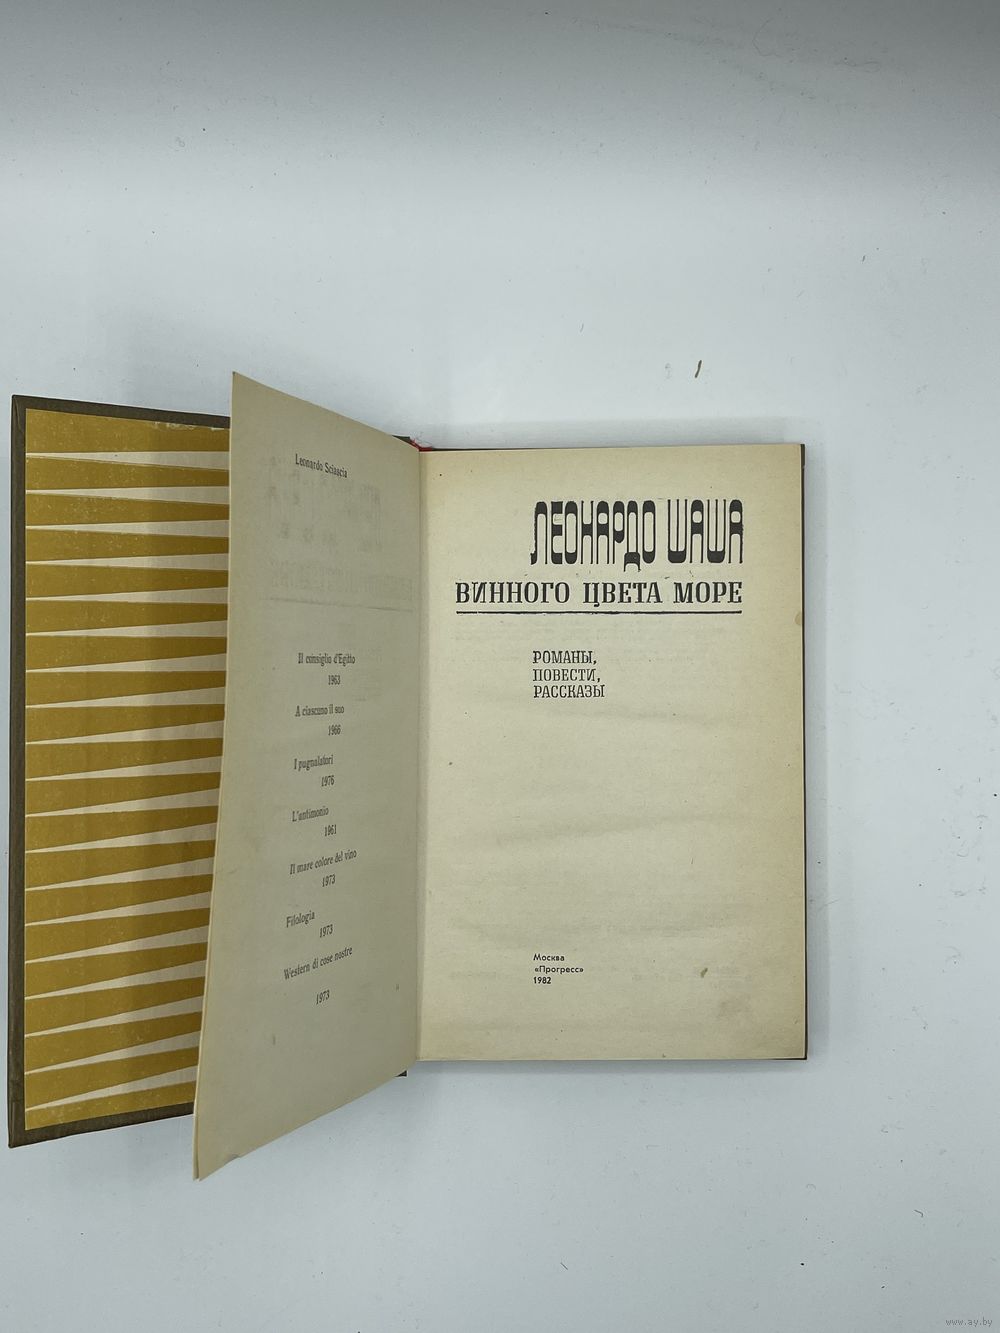 Leonardo Sciascia
Il consiglio d'Egitto
1963
A ciascuno il suo
1966
I pugnalatori
1976
L'antimonio
1961
Il mare colore del vino
1973
Filologia
1973
Western di cose nostre
1973
ЛЕОНАРДО ШАША
ВИННОГО ЦВЕТА МОРЕ
РОМАНЫ,
ПОВЕСТИ,
РАССКАЗЫ
Москва
«Прогресс»
1982
www.ay.by